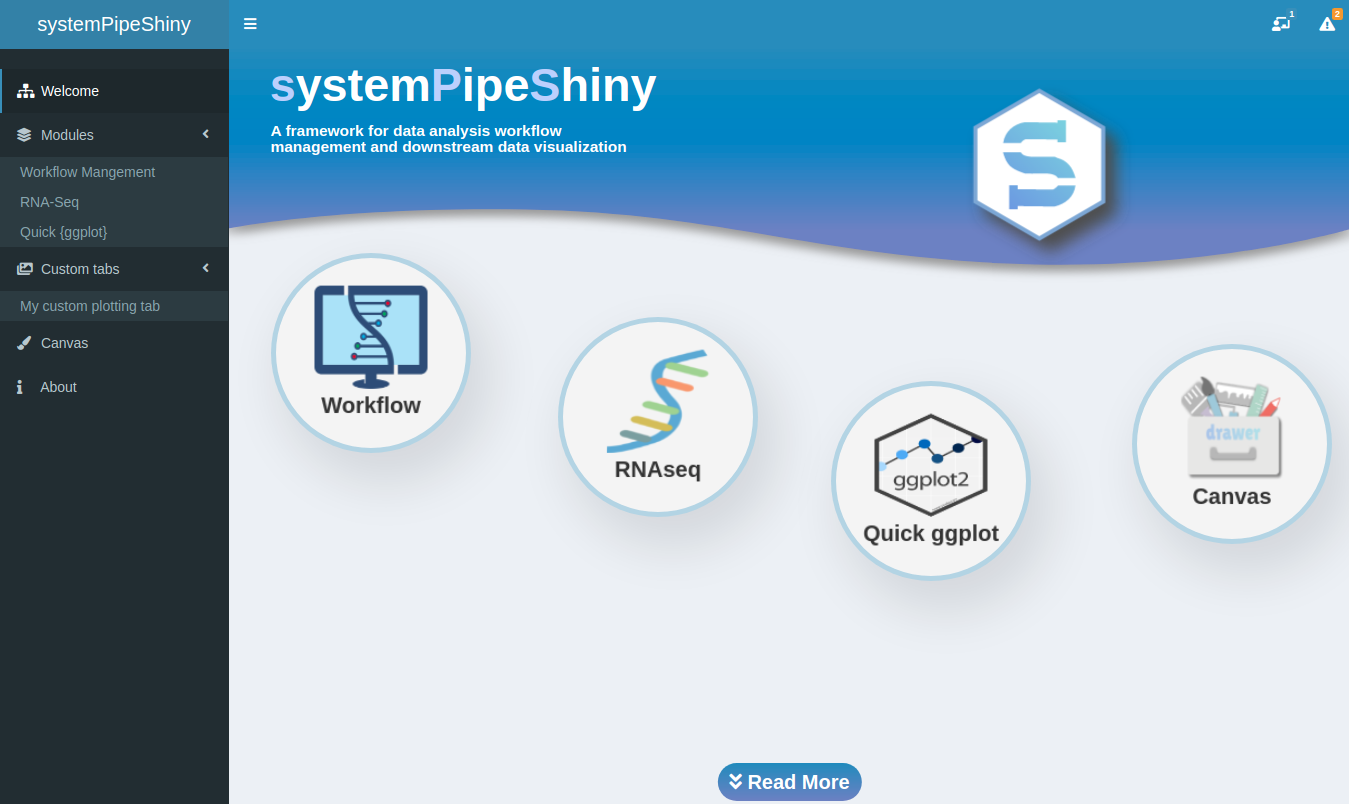 systemPipeShiny
1
2
Welcome
Modules
Workflow Mangement
RNA-Seq
Quick {ggplot}
Custom tabs
My custom plotting tab
Canvas
About
systemPipeShiny
A framework for data analysis workflow
management and downstream data visualization
Workflow
RNAseq
ggplot2
Quick ggplot
drawer
Canvas
Read More